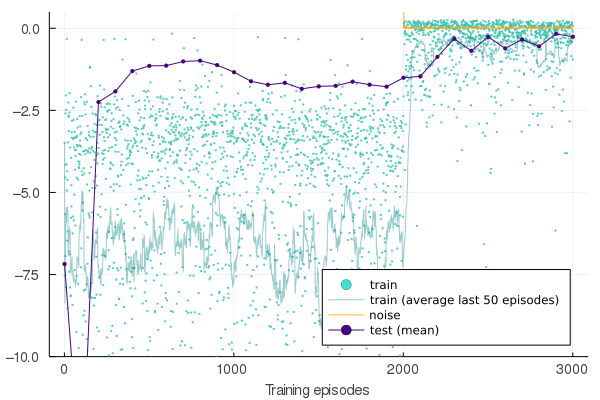 0.0
−2.5
−5.0
−7.5
−10.0
0
1000
2000
3000
Training episodes
train
train (average last 50 episodes)
noise
test (mean)